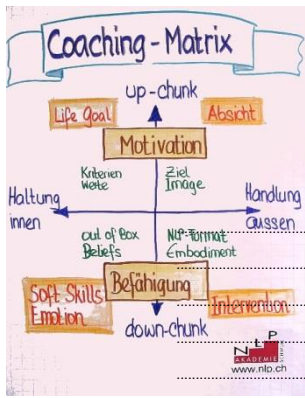 Coaching - Matrix
up-chunk
Life Goal
Absicht
Motivation
Kriterien
Werte
Ziel
Image
Haltung
innen
Handlung
aussen
out of Box
Beliefs
NLP-Format
Embodiment
Befähigung
Soft Skills
Emotion
Intervention
down-chunk
NLP
AKADEMIE
www.nlp.ch